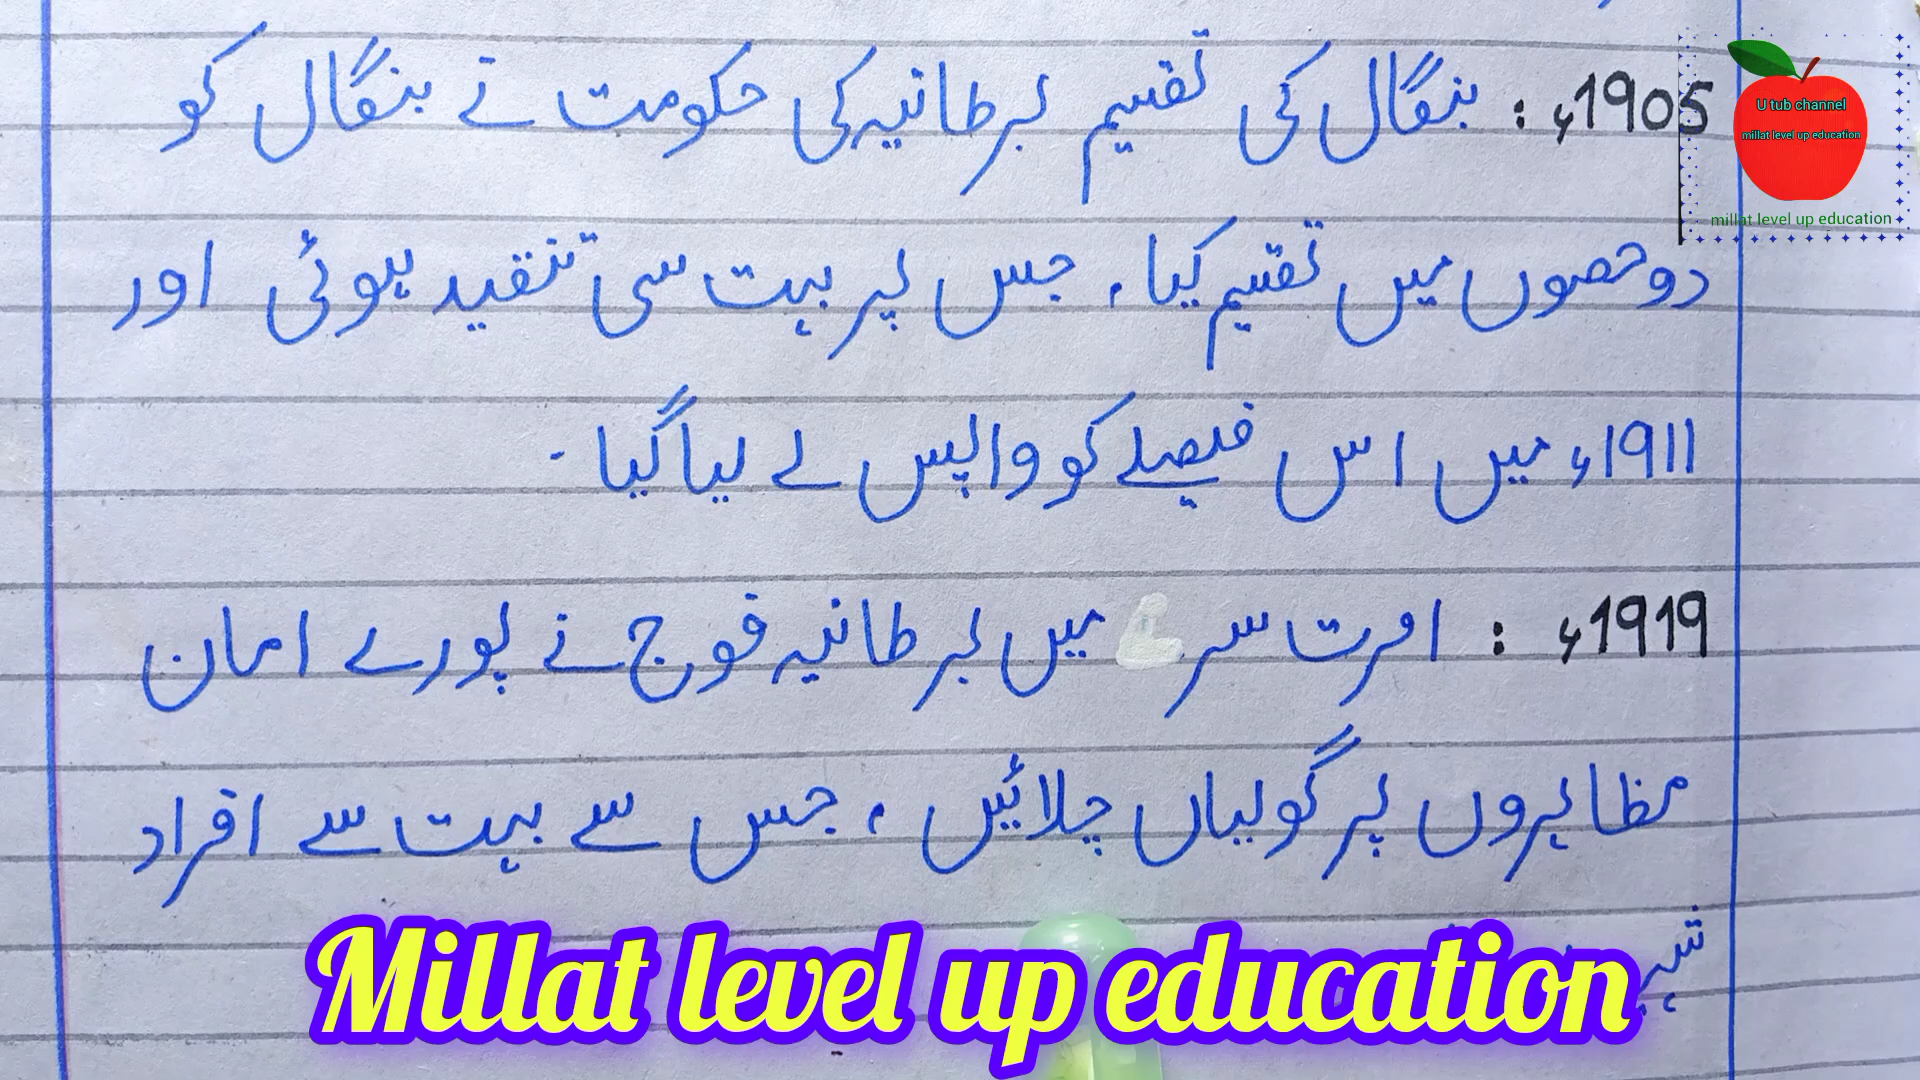 1905ء : بنگال کی تقسیم برطانیہ کی حکومت نے بنگال کو
دو حصوں میں تقسیم کیا، جس پر بہت سی تنقید ہوئی اور
1911ء میں اس فیصلے کو واپس لے لیا گیا۔
1919ء : امرت سر میں برطانیہ فوج نے پورے امان
مظاہروں پر گولیاں چلائیں، جس سے بہت سے افراد
U tub channel
millat level up education
millat level up education
Millat level up education